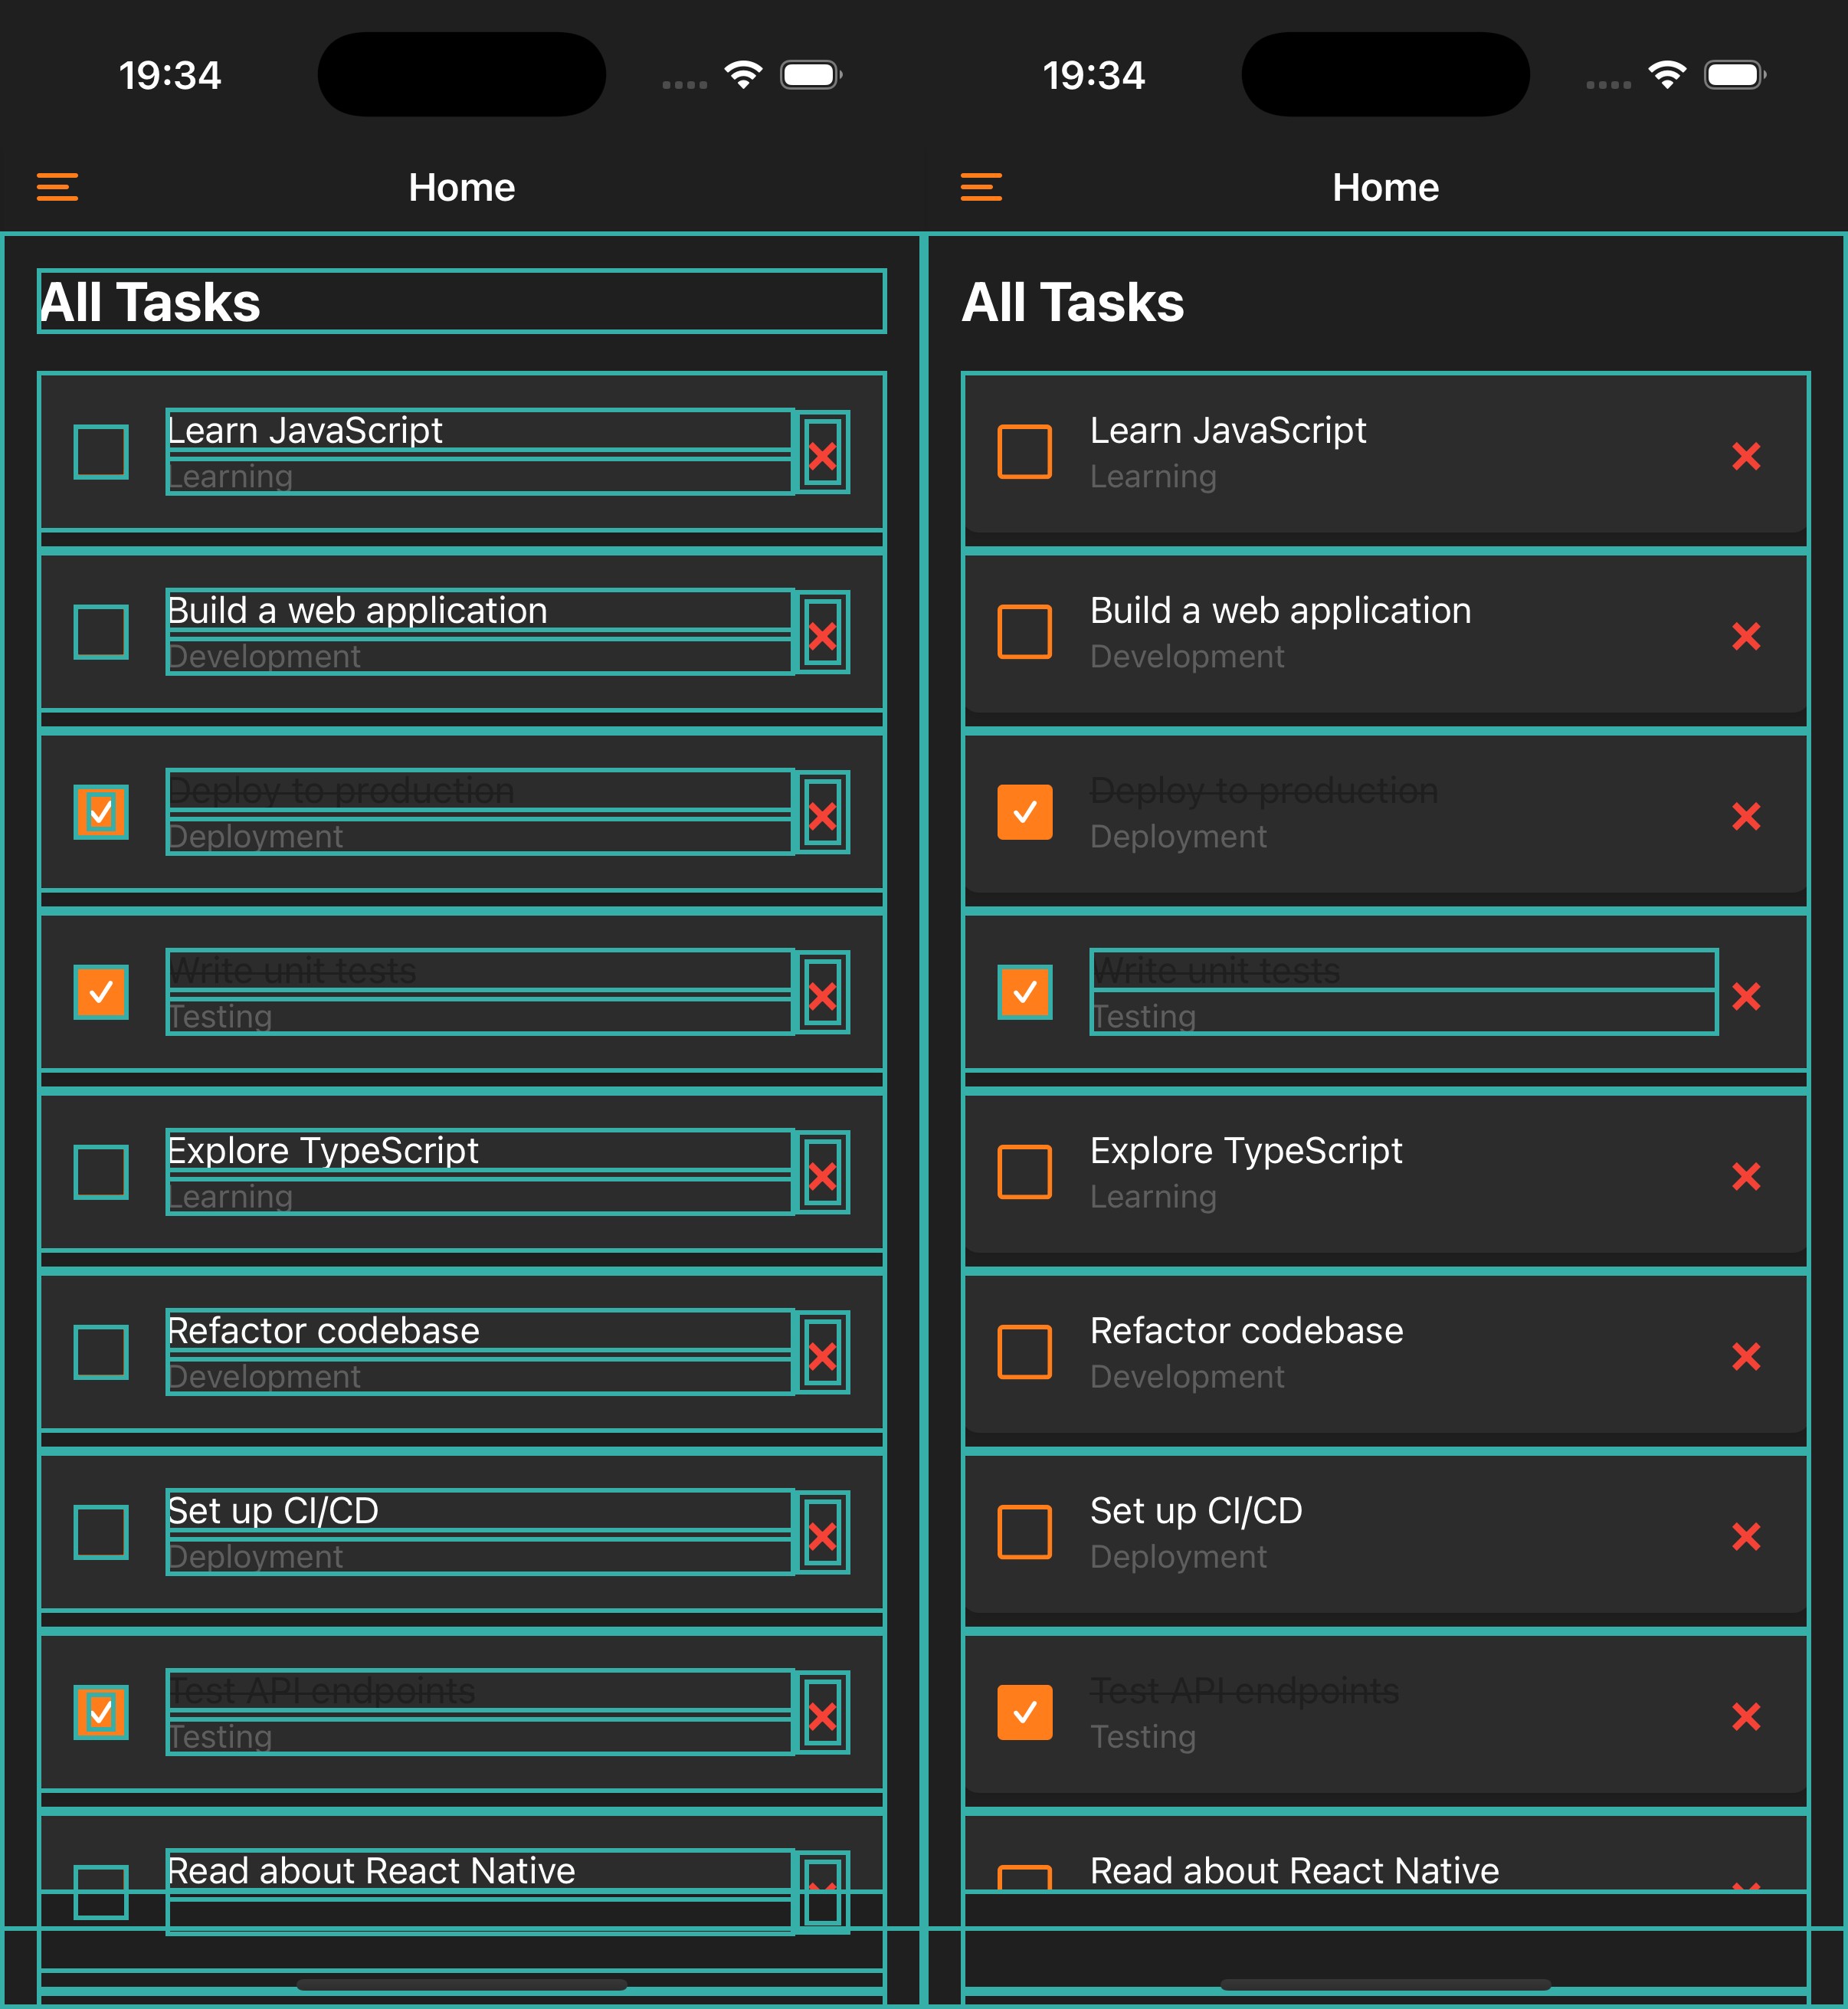 19:34
Home
All Tasks
Learn JavaScript
Learning
Build a web application
Development
Deploy to production
Deployment
Write unit tests
Testing
Explore TypeScript
Learning
Refactor codebase
Development
Set up CI/CD
Deployment
Test API endpoints
Testing
Read about React Native
19:34
Home
All Tasks
Learn JavaScript
Learning
Build a web application
Development
Deploy to production
Deployment
Write unit tests
Testing
Explore TypeScript
Learning
Refactor codebase
Development
Set up CI/CD
Deployment
Test API endpoints
Testing
Read about React Native